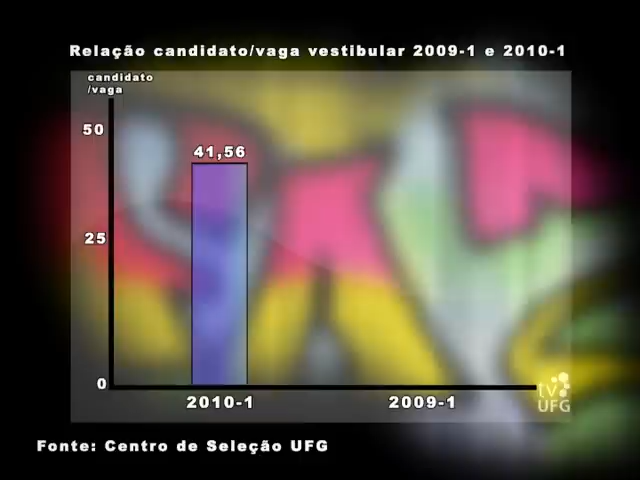 Relação candidato/vaga vestibular 2009-1 e 2010-1
candidato
/vaga
50
41,56
25
0
2010-1
2009-1
tv
UFG
Fonte: Centro de Seleção UFG